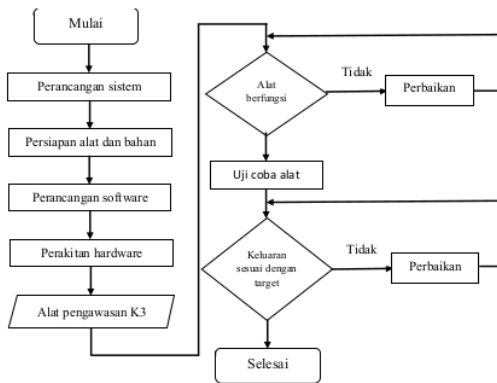 Mulai
Perancangan sistem
Persiapan alat dan bahan
Perancangan software
Perakitan hardware
Alat pengawasan K3
Alat
berfungsi
Tidak
Perbaikan
Uji coba alat
Keluaran
sesuai dengan
target
Tidak
Perbaikan
Selesai